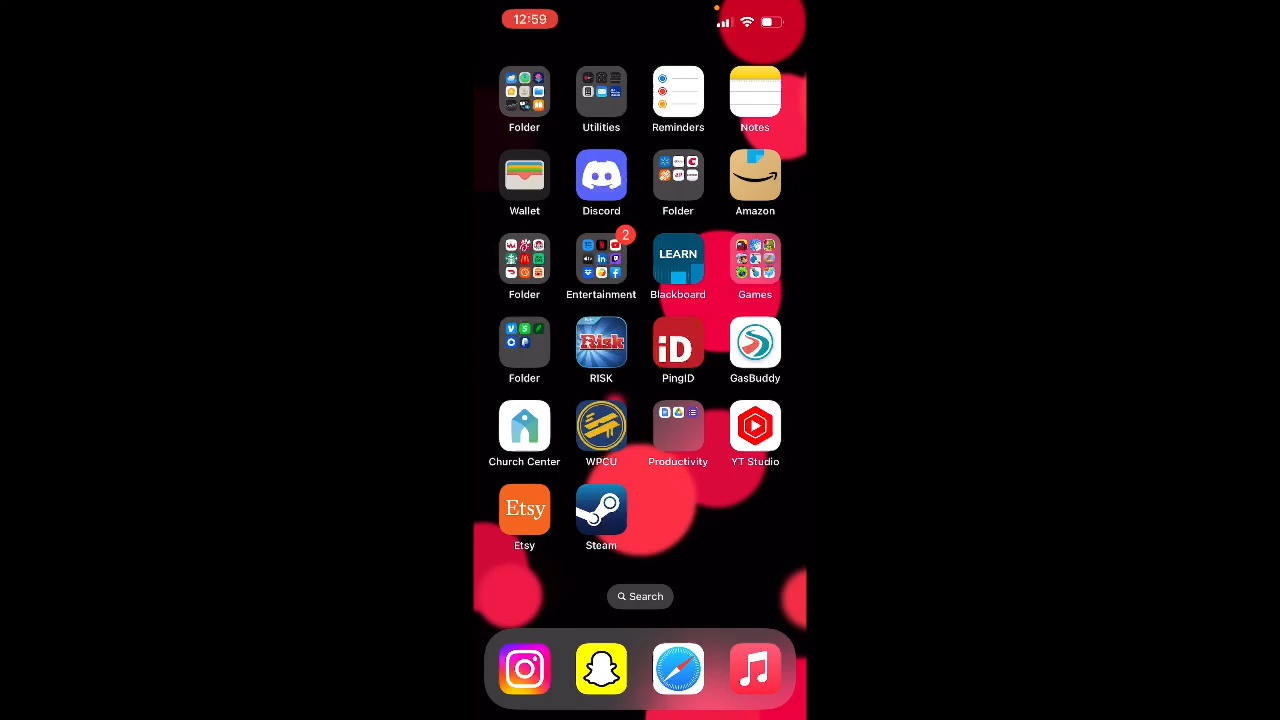 12:59
Folder Utilities Reminders Notes
Wallet Discord Folder Amazon
2
LEARN
Folder Entertainment Blackboard Games
RISK
iD
Folder RISK PingID GasBuddy
Church Center WPCU Productivity YT Studio
Etsy
Etsy Steam
Search